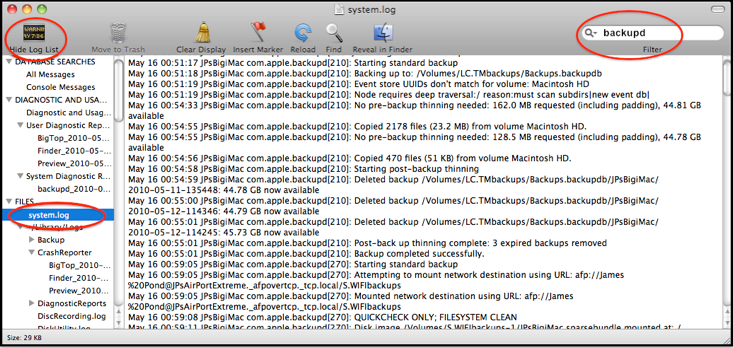 system.log
backupd
Hide Log List Move to Trash Clear Display Insert Marker Reload Find Reveal in Finder Filter
DATABASE SEARCHES
All Messages
Console Messages
DIAGNOSTIC AND USA...
Diagnostic and Usag...
User Diagnostic Rep...
BigTop_2010-05...
Finder_2010-05-...
Preview_2010-05...
System Diagnostic R...
backupd_2010-0...
FILES
system.log
~/Library/Logs
Backup
CrashReporter
BigTop_2010-...
Finder_2010-...
Preview_2010...
DiagnosticReports
DiscRecording.log
DiskUtility.log
May 16 00:51:17 JPsBigiMac com.apple.backupd[210]: Starting standard backup
May 16 00:51:18 JPsBigiMac com.apple.backupd[210]: Backing up to: /Volumes/LC.TMbackups/Backups.backupdb
May 16 00:51:19 JPsBigiMac com.apple.backupd[210]: Event store UUIDs don't match for volume: Macintosh HD
May 16 00:51:19 JPsBigiMac com.apple.backupd[210]: Node requires deep traversal:/ reason:must scan subdirs|new event db|
May 16 00:54:33 JPsBigiMac com.apple.backupd[210]: No pre-backup thinning needed: 162.0 MB requested (including padding), 44.81 GB
available
May 16 00:54:55 JPsBigiMac com.apple.backupd[210]: Copied 2178 files (23.2 MB) from volume Macintosh HD.
May 16 00:54:55 JPsBigiMac com.apple.backupd[210]: No pre-backup thinning needed: 128.5 MB requested (including padding), 44.78 GB
available
May 16 00:54:56 JPsBigiMac com.apple.backupd[210]: Copied 470 files (51 KB) from volume Macintosh HD.
May 16 00:54:58 JPsBigiMac com.apple.backupd[210]: Starting post-backup thinning
May 16 00:54:59 JPsBigiMac com.apple.backupd[210]: Deleted backup /Volumes/LC.TMbackups/Backups.backupdb/JPsBigiMac/
2010-05-11-135448: 44.78 GB now available
May 16 00:55:00 JPsBigiMac com.apple.backupd[210]: Deleted backup /Volumes/LC.TMbackups/Backups.backupdb/JPsBigiMac/
2010-05-11-144346: 44.79 GB now available
May 16 00:55:01 JPsBigiMac com.apple.backupd[210]: Deleted backup /Volumes/LC.TMbackups/Backups.backupdb/JPsBigiMac/
2010-05-12-114245: 45.73 GB now available
May 16 00:55:01 JPsBigiMac com.apple.backupd[210]: Post-back up thinning complete: 3 expired backups removed
May 16 00:55:01 JPsBigiMac com.apple.backupd[210]: Backup completed successfully.
May 16 00:59:03 JPsBigiMac com.apple.backupd[270]: Starting standard backup
May 16 00:59:03 JPsBigiMac com.apple.backupd[270]: Attempting to mount network destination using URL: afp://James
%20Pond@JPsAirPortExtreme._afpovertcp._tcp.local/S.WIFIbackups
May 16 00:59:05 JPsBigiMac com.apple.backupd[270]: Mounted network destination using URL: afp://James
%20Pond@JPsAirPortExtreme._afpovertcp._tcp.local/S.WIFIbackups
May 16 00:59:08 JPsBigiMac com.apple.backupd[270]: QUICKCHECK ONLY; FILESYSTEM CLEAN
May 16 00:59:11 JPsBigiMac com.apple.backupd[270]: Disk image /Volumes/S.WIFIbackups-1/JPsBigiMac.sparsebundle mounted at: /
Size: 29 KB